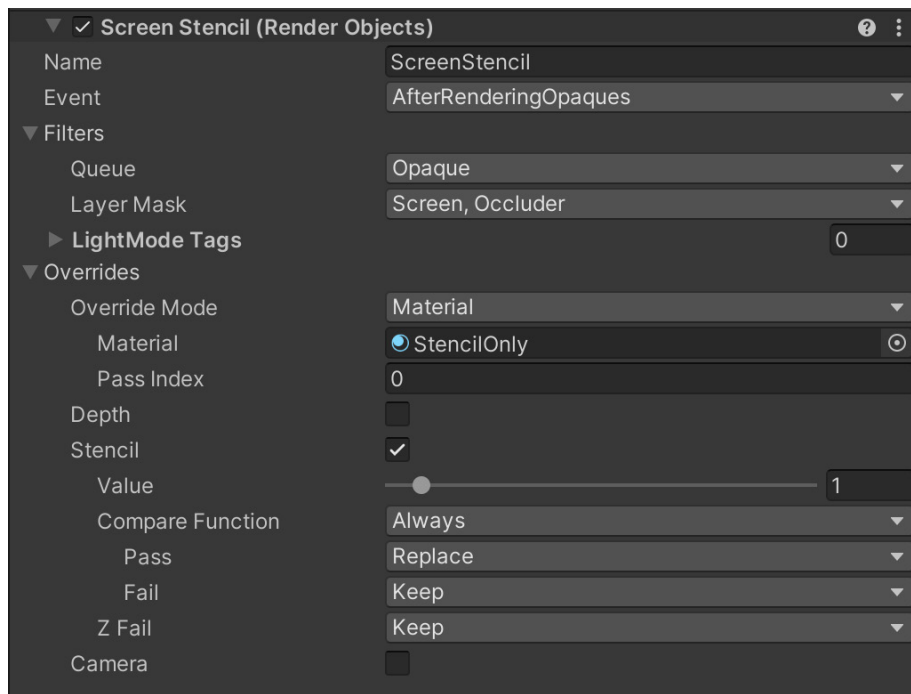 Screen Stencil (Render Objects)
Name ScreenStencil
Event AfterRenderingOpaques
Filters
Queue Opaque
Layer Mask Screen, Occluder
LightMode Tags 0
Overrides
Override Mode Material
Material StencilOnly
Pass Index 0
Depth
Stencil
Value 1
Compare Function Always
Pass Replace
Fail Keep
Z Fail Keep
Camera